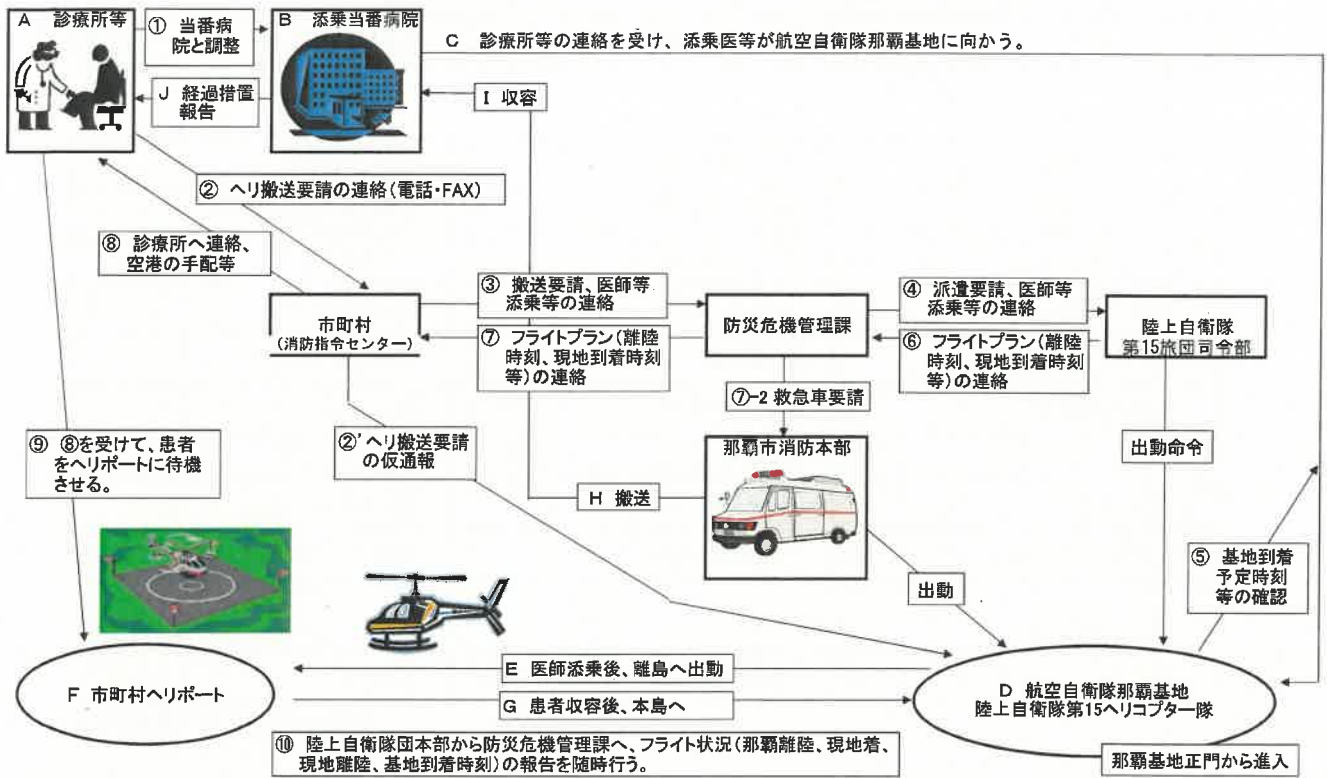 A 診療所等
① 当番病
院と調整
B 添乗当番病院
C 診療所等の連絡を受け、添乗医等が航空自衛隊那覇基地に向かう。
J 経過措置
報告
I 収容
② ヘリ搬送要請の連絡(電話・FAX)
⑧ 診療所へ連絡、
空港の手配等
③ 搬送要請、医師等
添乗等の連絡
④ 派遣要請、医師等
添乗等の連絡
市町村
(消防指令センター)
防災危機管理課
陸上自衛隊
第15旅団司令部
⑦ フライトプラン(離陸
時刻、現地到着時刻
等)の連絡
⑥ フライトプラン(離陸
時刻、現地到着時刻
等)の連絡
⑦-2 救急車要請
⑨ ⑧を受けて、患者
をヘリポートに待機
させる。
②'ヘリ搬送要請
の仮通報
那覇市消防本部
出動命令
H 搬送
⑤ 基地到着
予定時刻
等の確認
出動
E 医師添乗後、離島へ出動
F 市町村ヘリポート
D 航空自衛隊那覇基地
陸上自衛隊第15ヘリコプター隊
G 患者収容後、本島へ
⑩ 陸上自衛隊団本部から防災危機管理課へ、フライト状況(那覇離陸、現地着、
現地離陸、基地到着時刻)の報告を随時行う。
那覇基地正門から進入